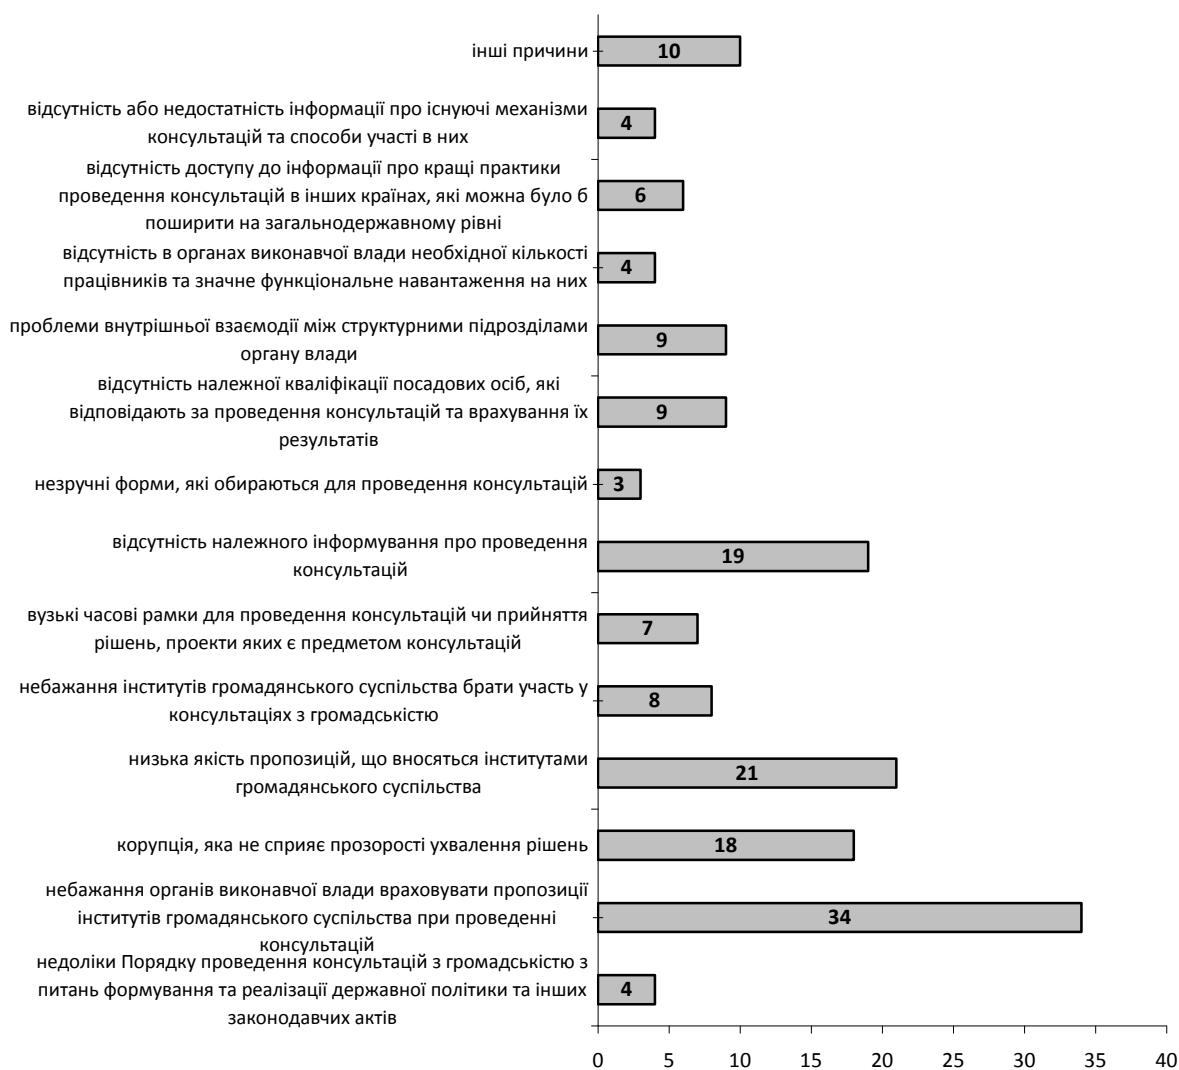 інші причини
10
відсутність або недостатність інформації про існуючі механізми
консультацій та способи участі в них
4
відсутність доступу до інформації про кращі практики
проведення консультацій в інших країнах, які можна було б
поширити на загальнодержавному рівні
6
відсутність в органах виконавчої влади необхідної кількості
працівників та значне функціональне навантаження на них
4
проблеми внутрішньої взаємодії між структурними підрозділами
органу влади
9
відсутність належної кваліфікації посадових осіб, які
відповідають за проведення консультацій та врахування їх
результатів
9
незручні форми, які обираються для проведення консультацій
3
відсутність належного інформування про проведення
консультацій
19
вузькі часові рамки для проведення консультацій чи прийняття
рішень, проекти яких є предметом консультацій
7
небажання інститутів громадянського суспільства брати участь у
консультаціях з громадськістю
8
низька якість пропозицій, що вносяться інститутами
громадянського суспільства
21
корупція, яка не сприяє прозорості ухвалення рішень
18
небажання органів виконавчої влади враховувати пропозиції
інститутів громадянського суспільства при проведенні
консультацій
34
недоліки Порядку проведення консультацій з громадськістю з
питань формування та реалізації державної політики та інших
законодавчих актів
4
0 5 10 15 20 25 30 35 40